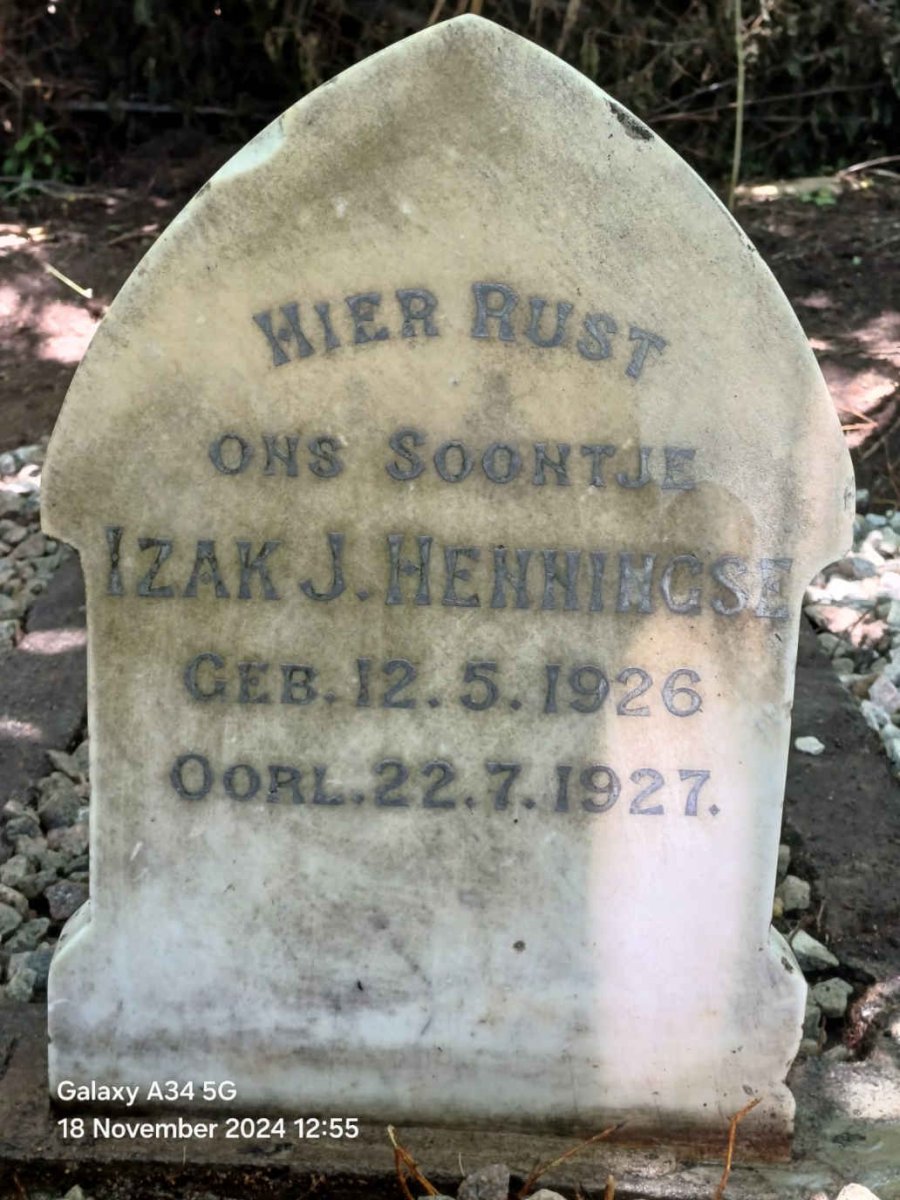 HIER RUST
ONS SOONTJE
IZAK J. HENNINGSE
GEB. 12. 5. 1926
OORL. 22. 7. 1927.
Galaxy A34 5G
18 November 2024 12:55